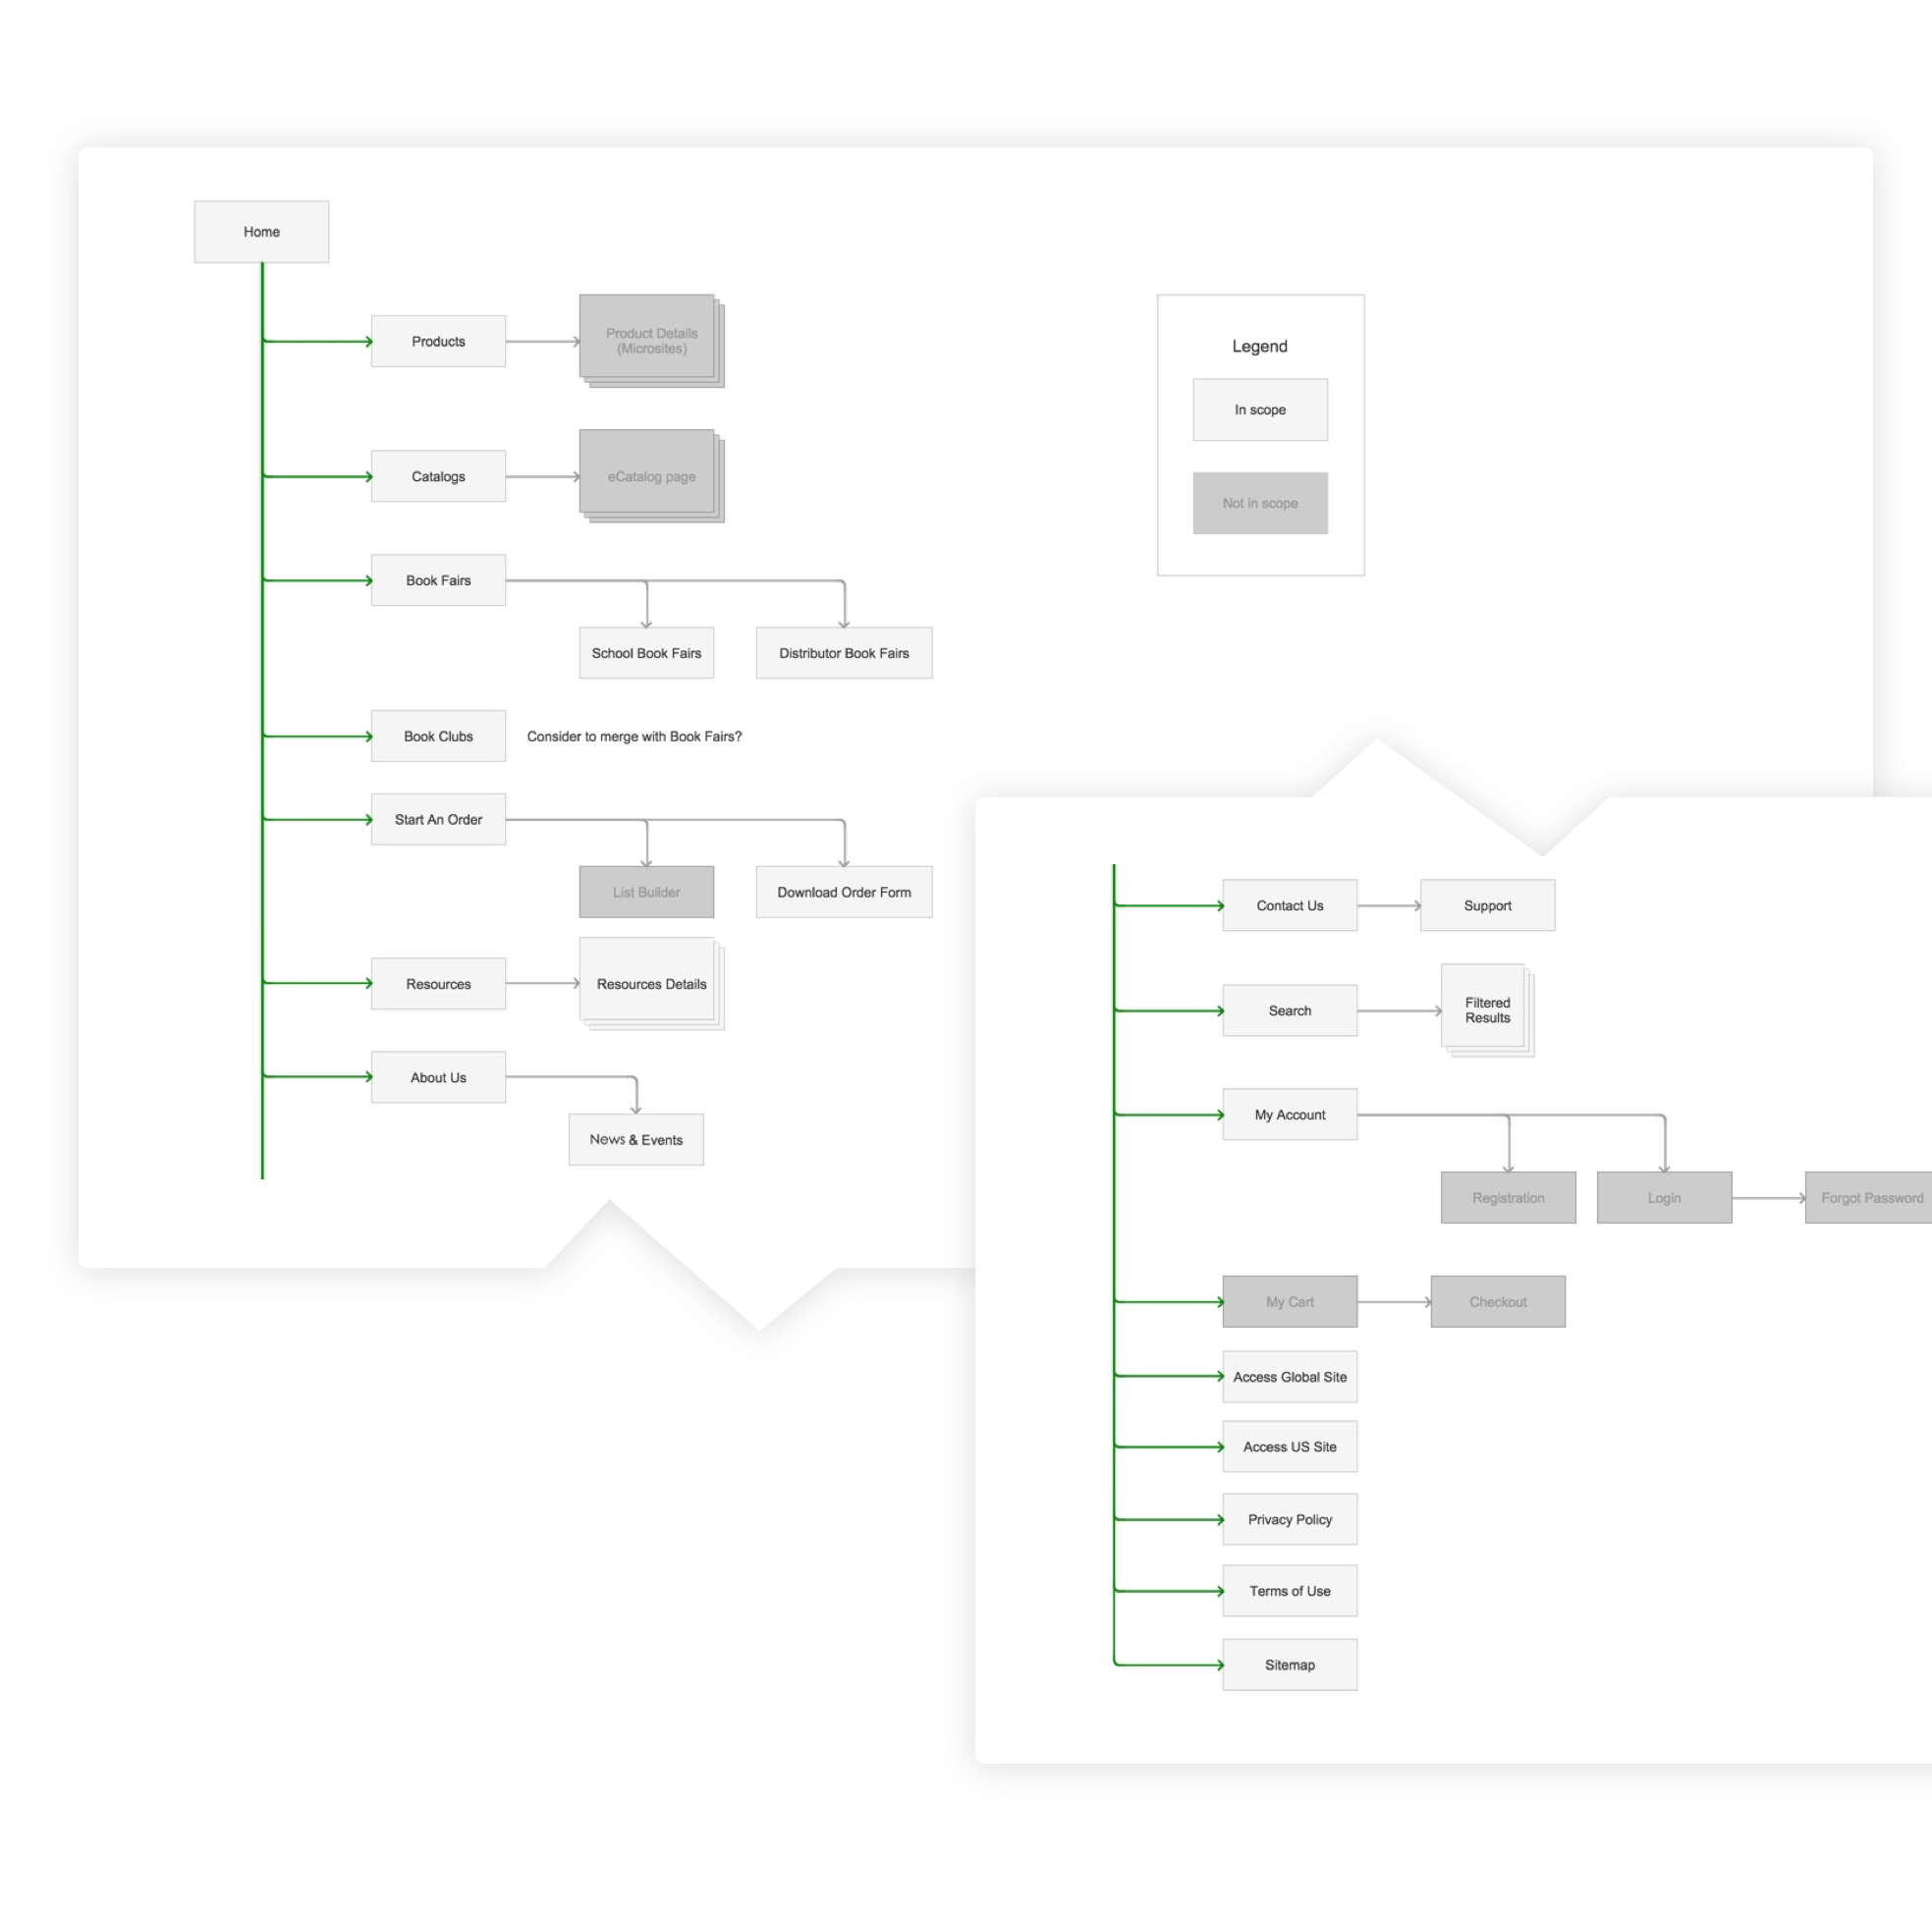 Home
Products
Product Details
(Microsites)
Legend
In scope
Not in scope
Catalogs
eCatalog page
Book Fairs
School Book Fairs
Distributor Book Fairs
Book Clubs
Consider to merge with Book Fairs?
Start An Order
List Builder
Download Order Form
Resources
Resources Details
About Us
News & Events
Contact Us
Support
Search
Filtered
Results
My Account
Registration
Login
Forgot Password
My Cart
Checkout
Access Global Site
Access US Site
Privacy Policy
Terms of Use
Sitemap